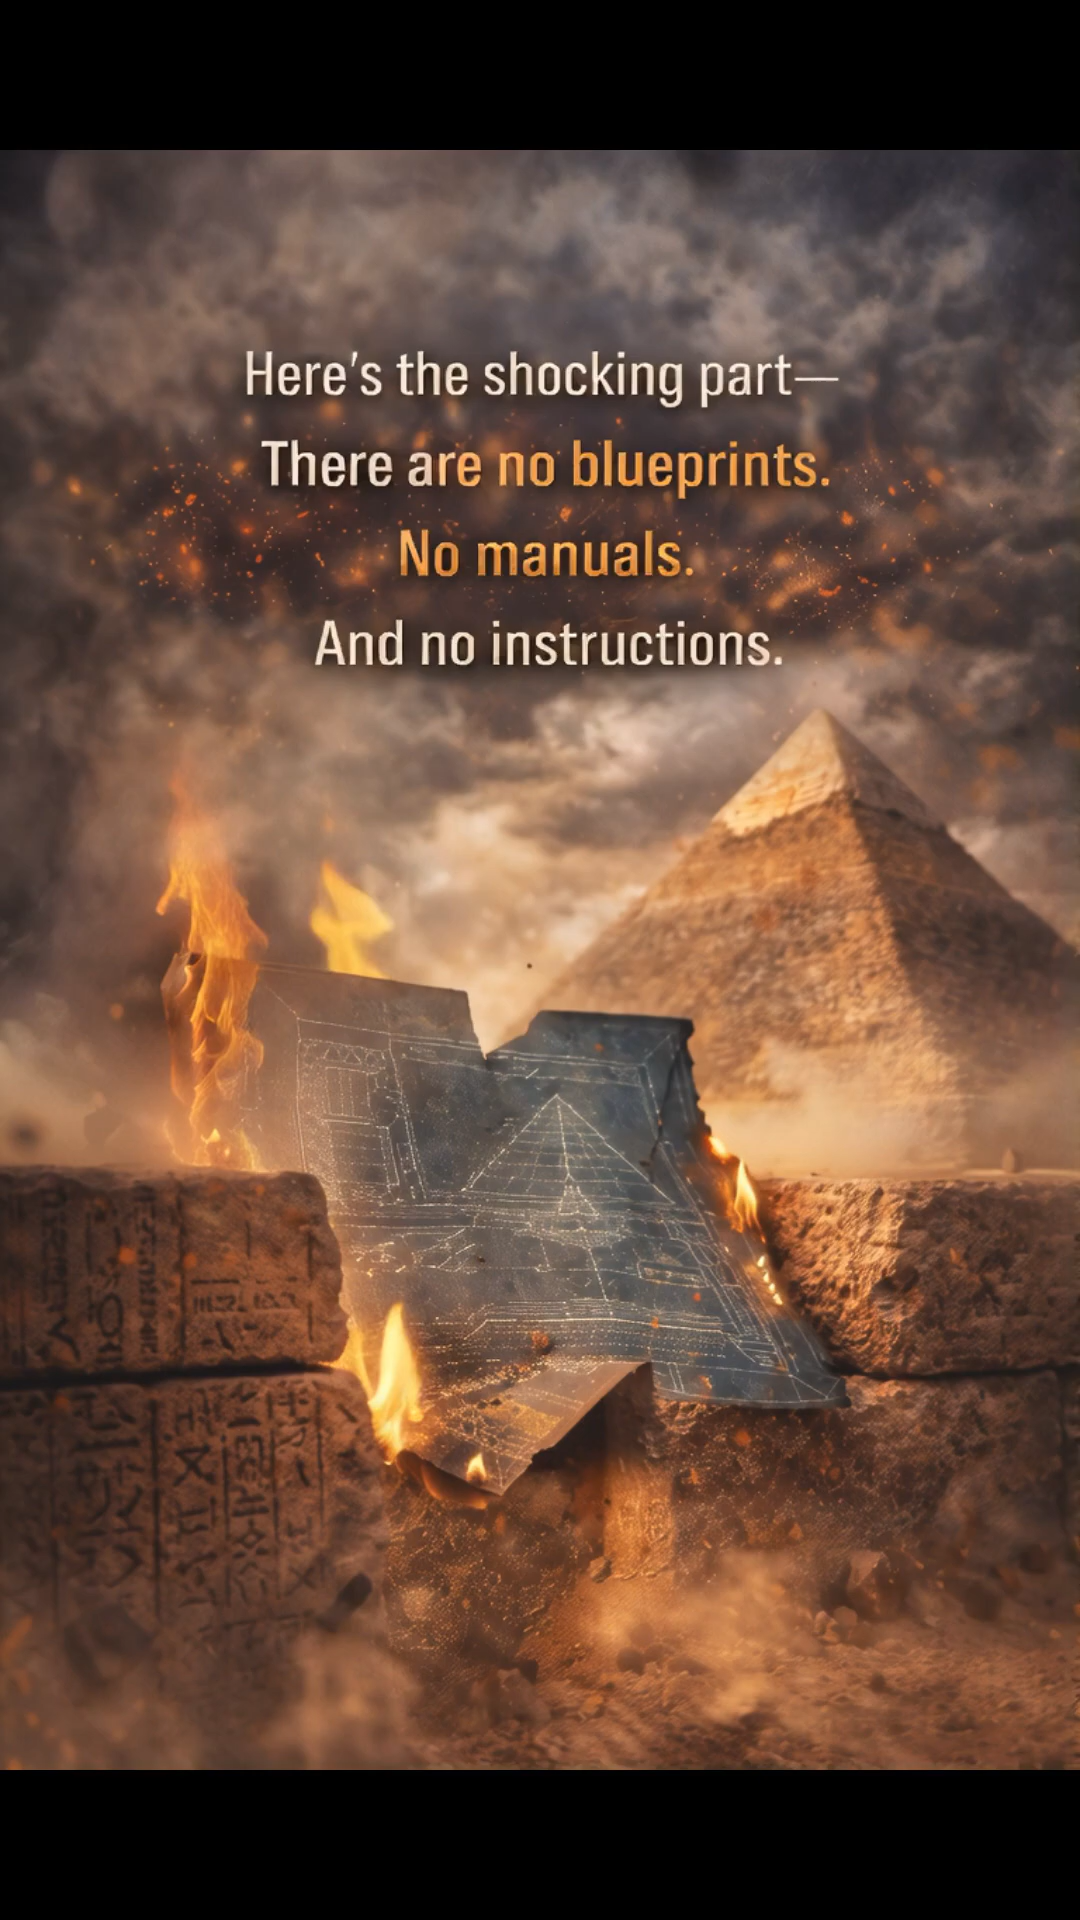 Here's the shocking part—
There are no blueprints.
No manuals.
And no instructions.